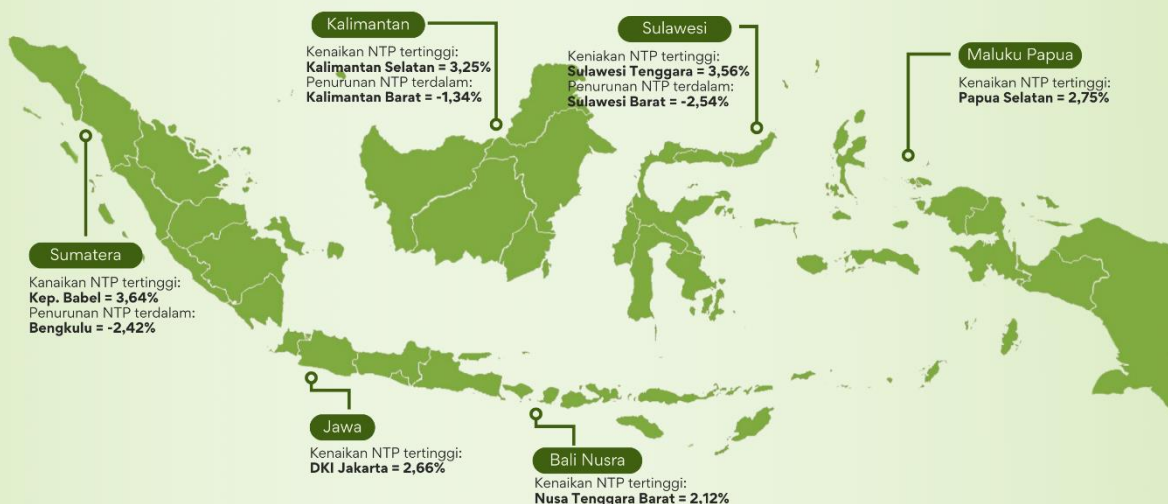 Kalimantan
Kenaikan NTP tertinggi:
Kalimantan Selatan = 3,25%
Penurunan NTP terdalam:
Kalimantan Barat = -1,34%
Sulawesi
Keniakan NTP tertinggi:
Sulawesi Tenggara = 3,56%
Penurunan NTP terdalam:
Sulawesi Barat = -2,54%
Maluku Papua
Kenaikan NTP tertinggi:
Papua Selatan = 2,75%
Sumatera
Kanaikan NTP tertinggi:
Kep. Babel = 3,64%
Penurunan NTP terdalam:
Bengkulu = -2,42%
Jawa
Kenaikan NTP tertinggi:
DKI Jakarta = 2,66%
Bali Nusra
Kenaikan NTP tertinggi:
Nusa Tenggara Barat = 2,12%